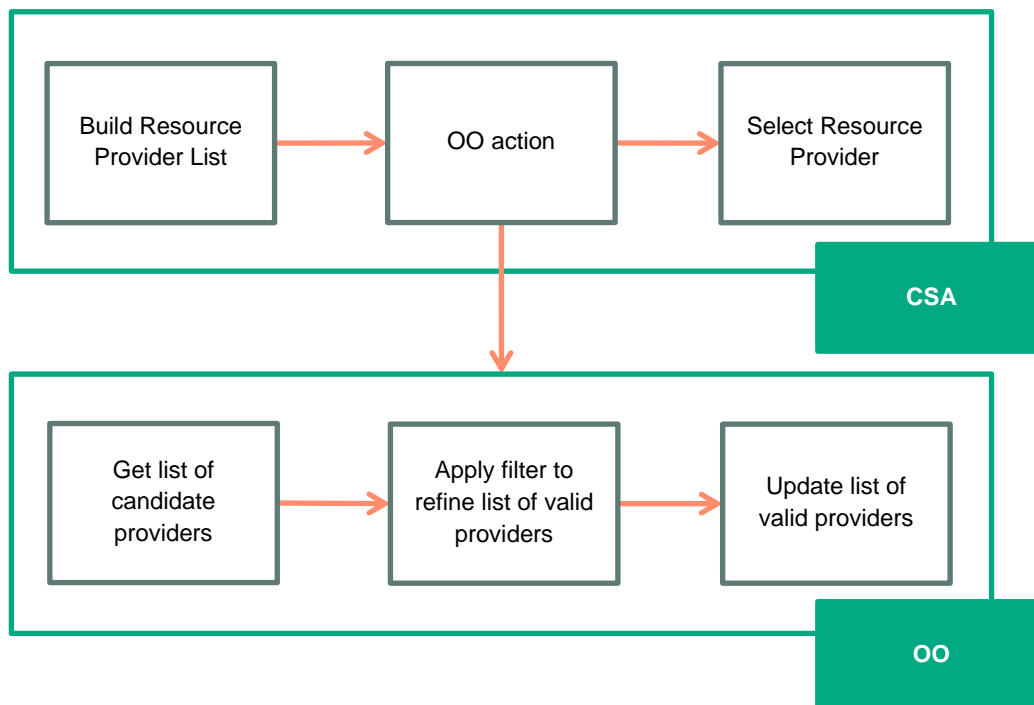 Build Resource
Provider List
OO action
Select Resource
Provider
CSA
Get list of
candidate
providers
Apply filter to
refine list of valid
providers
Update list of
valid providers
OO